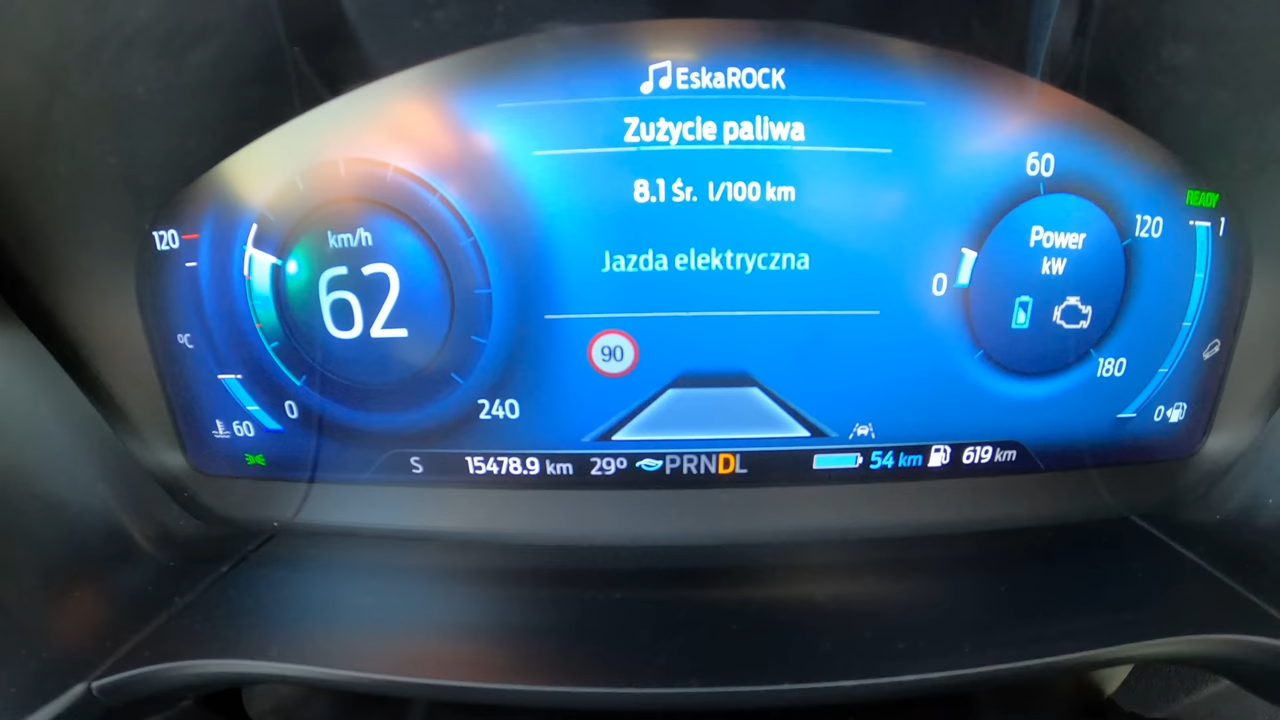 EskaROCK
Zużycie paliwa
8.1 Śr. l/100 km
Jazda elektryczna
90
120
°C
60
km/h
62
0
240
60
120
180
0
Power
kW
READY
1
0
S
15478.9 km
29°
PRNDL
54 km
619 km